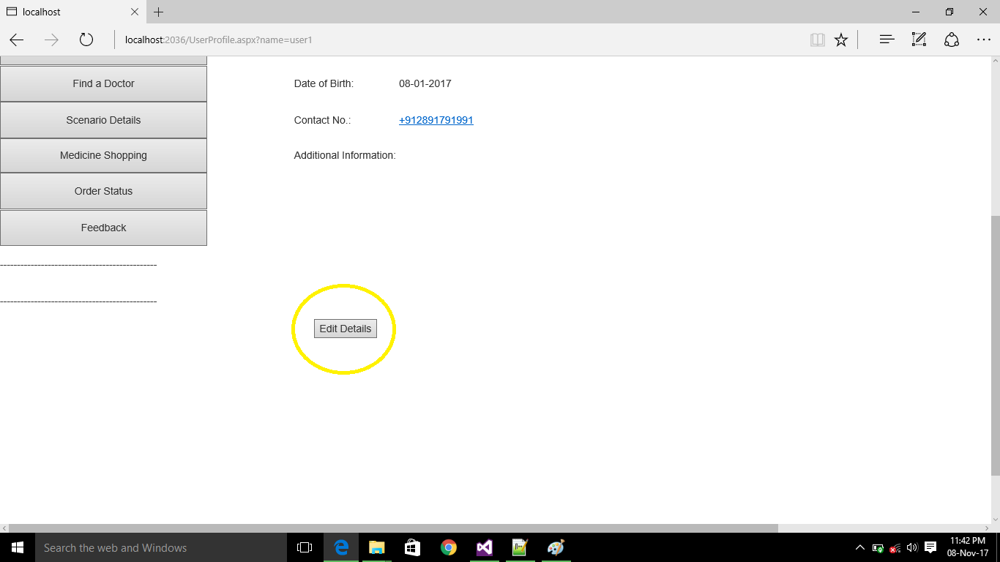 localhost
localhost:2036/UserProfile.aspx?name=user1
Find a Doctor
Scenario Details
Medicine Shopping
Order Status
Feedback
----------------------------------------------
----------------------------------------------
Date of Birth: 08-01-2017
Contact No.: +912891791991
Additional Information:
Edit Details
Search the web and Windows
11:42 PM
08-Nov-17